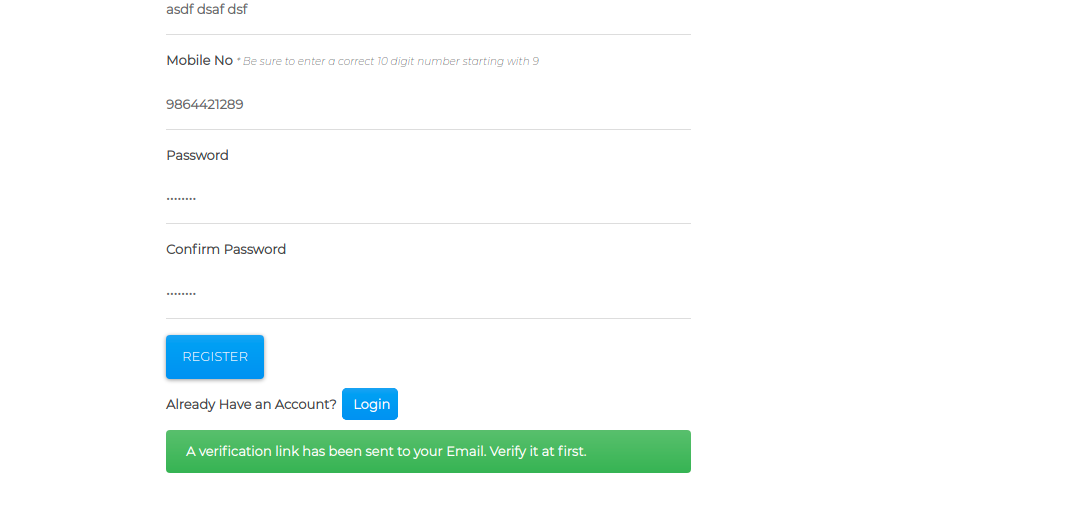 asdf dsaf dsf
Mobile No * Be sure to enter a correct 10 digit number starting with 9
9864421289
Password
········
Confirm Password
········
REGISTER
Already Have an Account? Login
A verification link has been sent to your Email. Verify it at first.